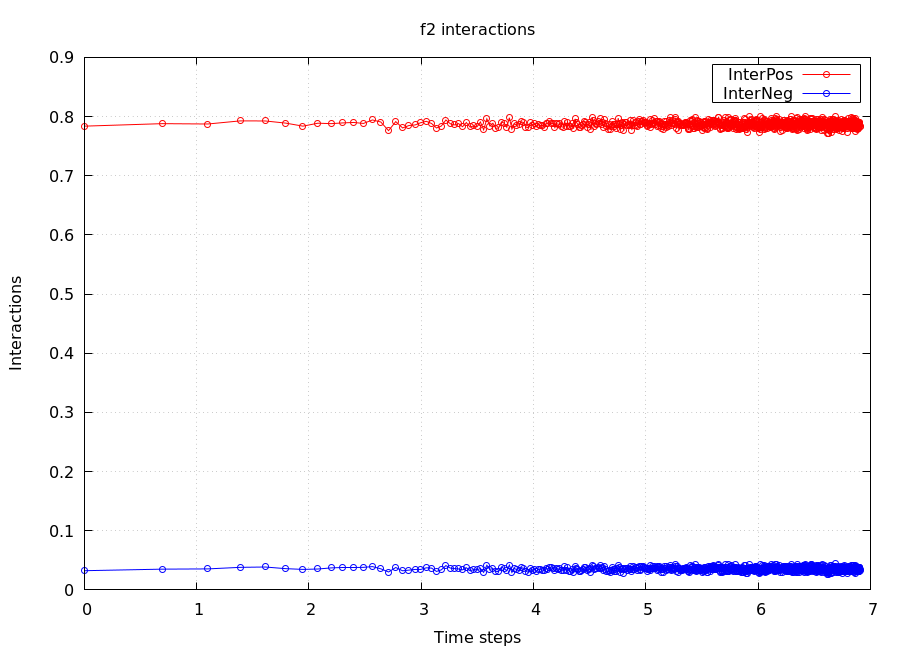 f2 interactions
InterPos
InterNeg
Interactions
0.9
0.8
0.7
0.6
0.5
0.4
0.3
0.2
0.1
0
0 1 2 3 4 5 6 7
Time steps